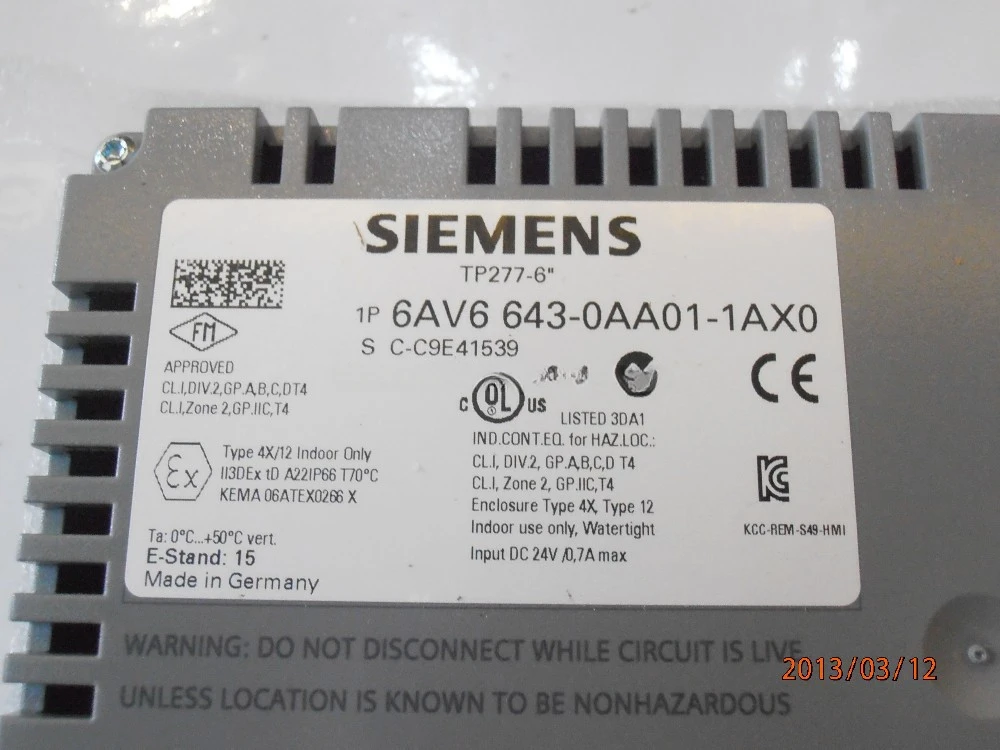 SIEMENS
TP277-6"
1P 6AV6 643-0AA01-1AX0
S C-C9E41539
FM
APPROVED
CL.I,DIV.2,GP.A,B,C,DT4
CL.I,Zone 2,GP.IIC,T4
C UL US
LISTED 3DA1
CE
IND.CONT.EQ. for HAZ.LOC.:
CL.I, DIV.2, GP.A,B,C,D T4
CL.I, Zone 2, GP.IIC,T4
Enclosure Type 4X, Type 12
Indoor use only, Watertight
Input DC 24V /0,7A max
Ex
Type 4X/12 Indoor Only
II3DEx tD A22IP66 T70°C
KEMA 06ATEX0266 X
KCC-REM-S49-HMI
Ta: 0°C...+50°C vert.
E-Stand: 15
Made in Germany
WARNING: DO NOT DISCONNECT WHILE CIRCUIT IS LIVE
UNLESS LOCATION IS KNOWN TO BE NONHAZARDOUS
2013/03/12